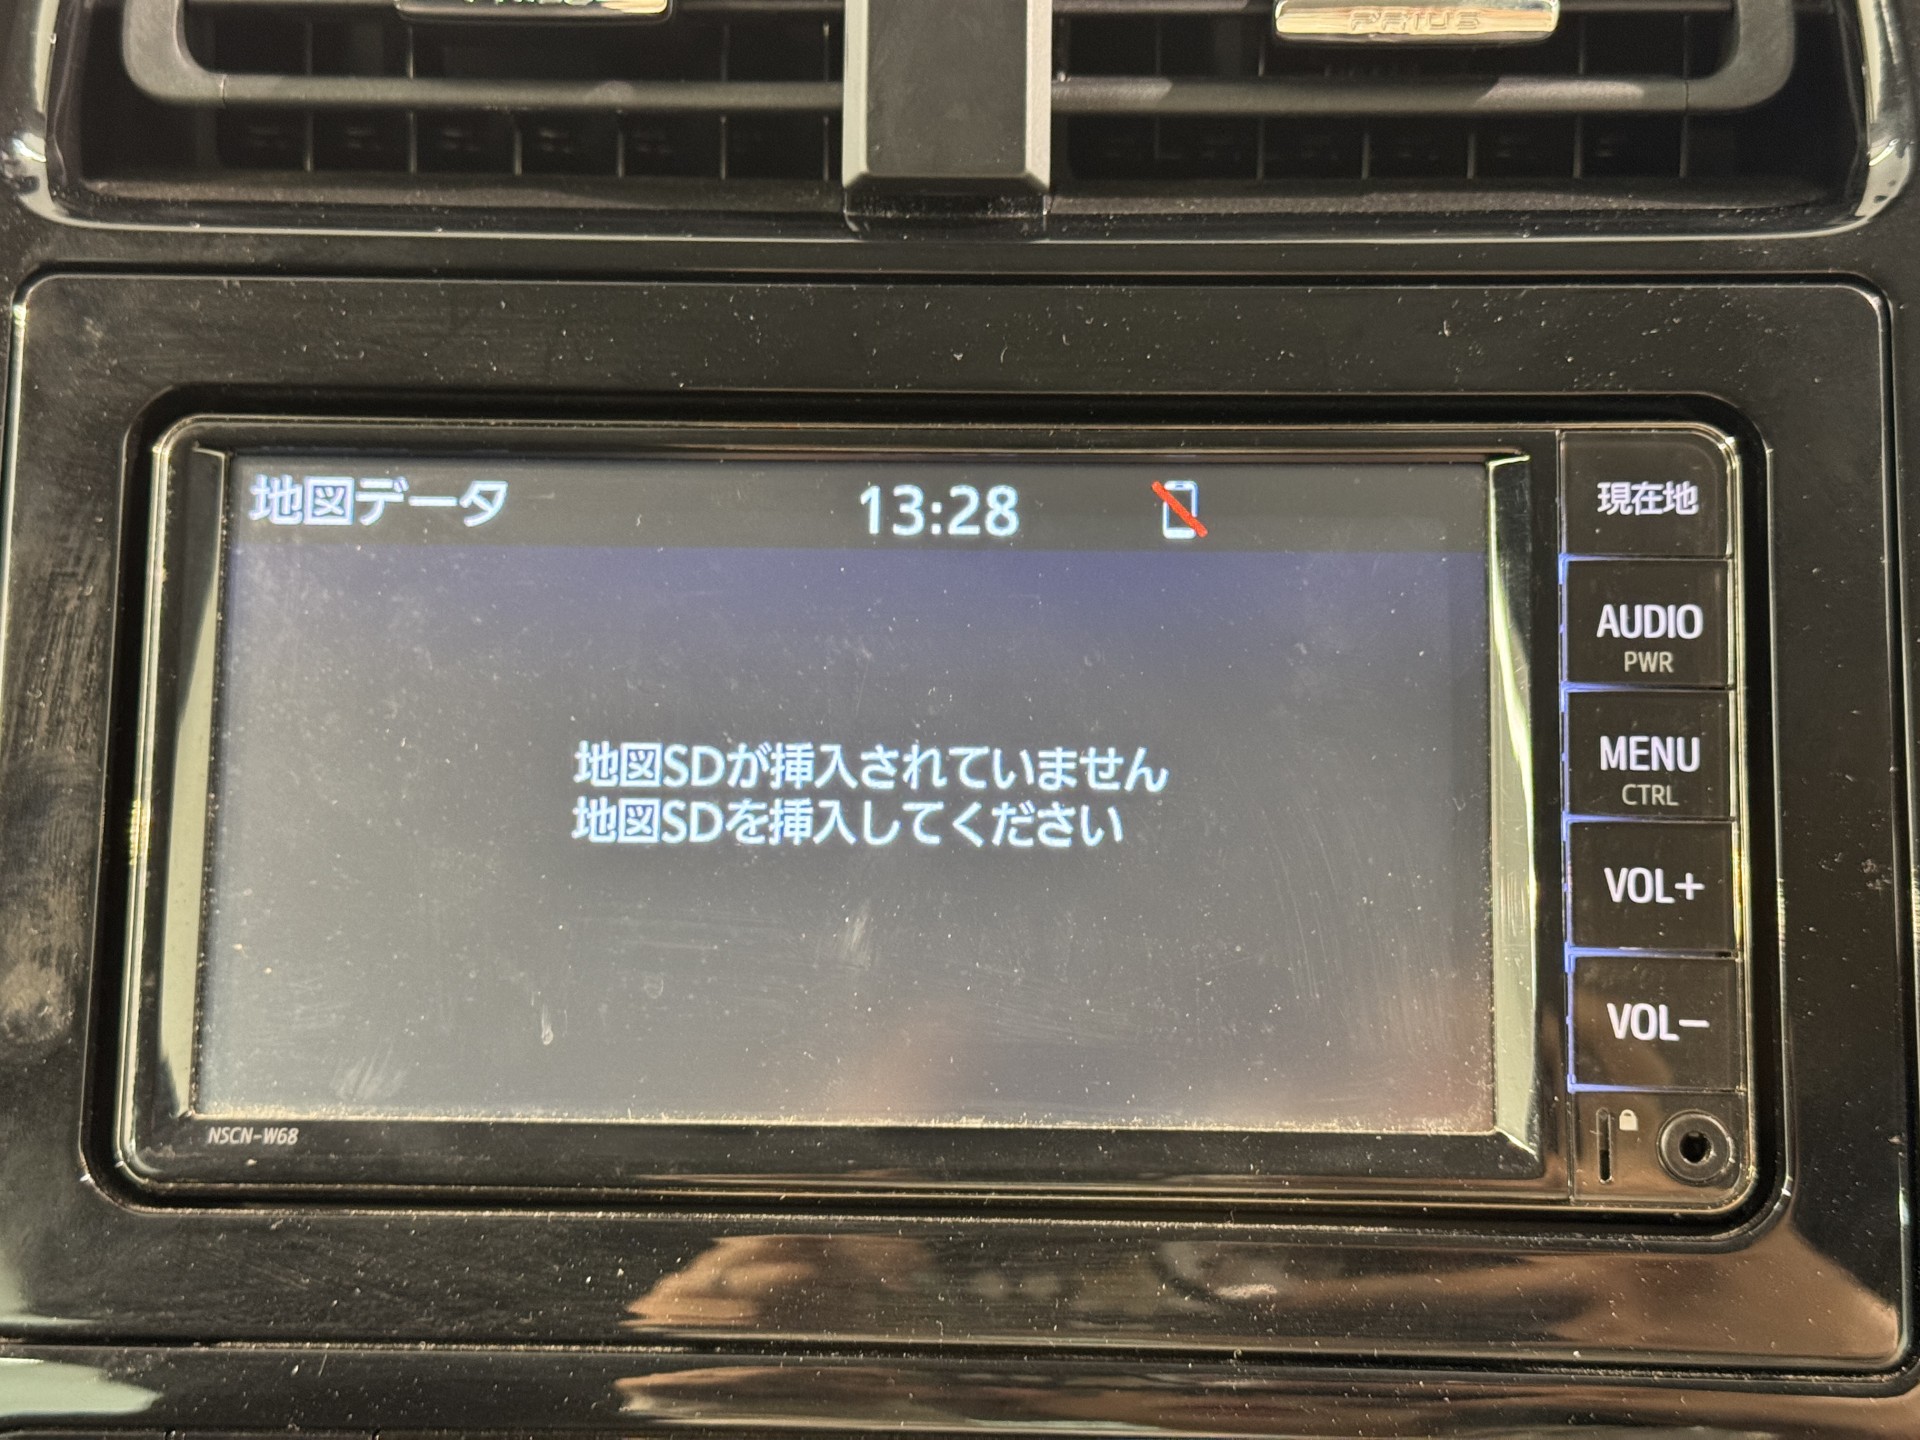 PRIUS
PRIUS
地図データ
13:28
現在地
AUDIO
PWR
地図SDが挿入されていません
地図SDを挿入してください
MENU
CTRL
VOL+
VOL−
NSCN-W68